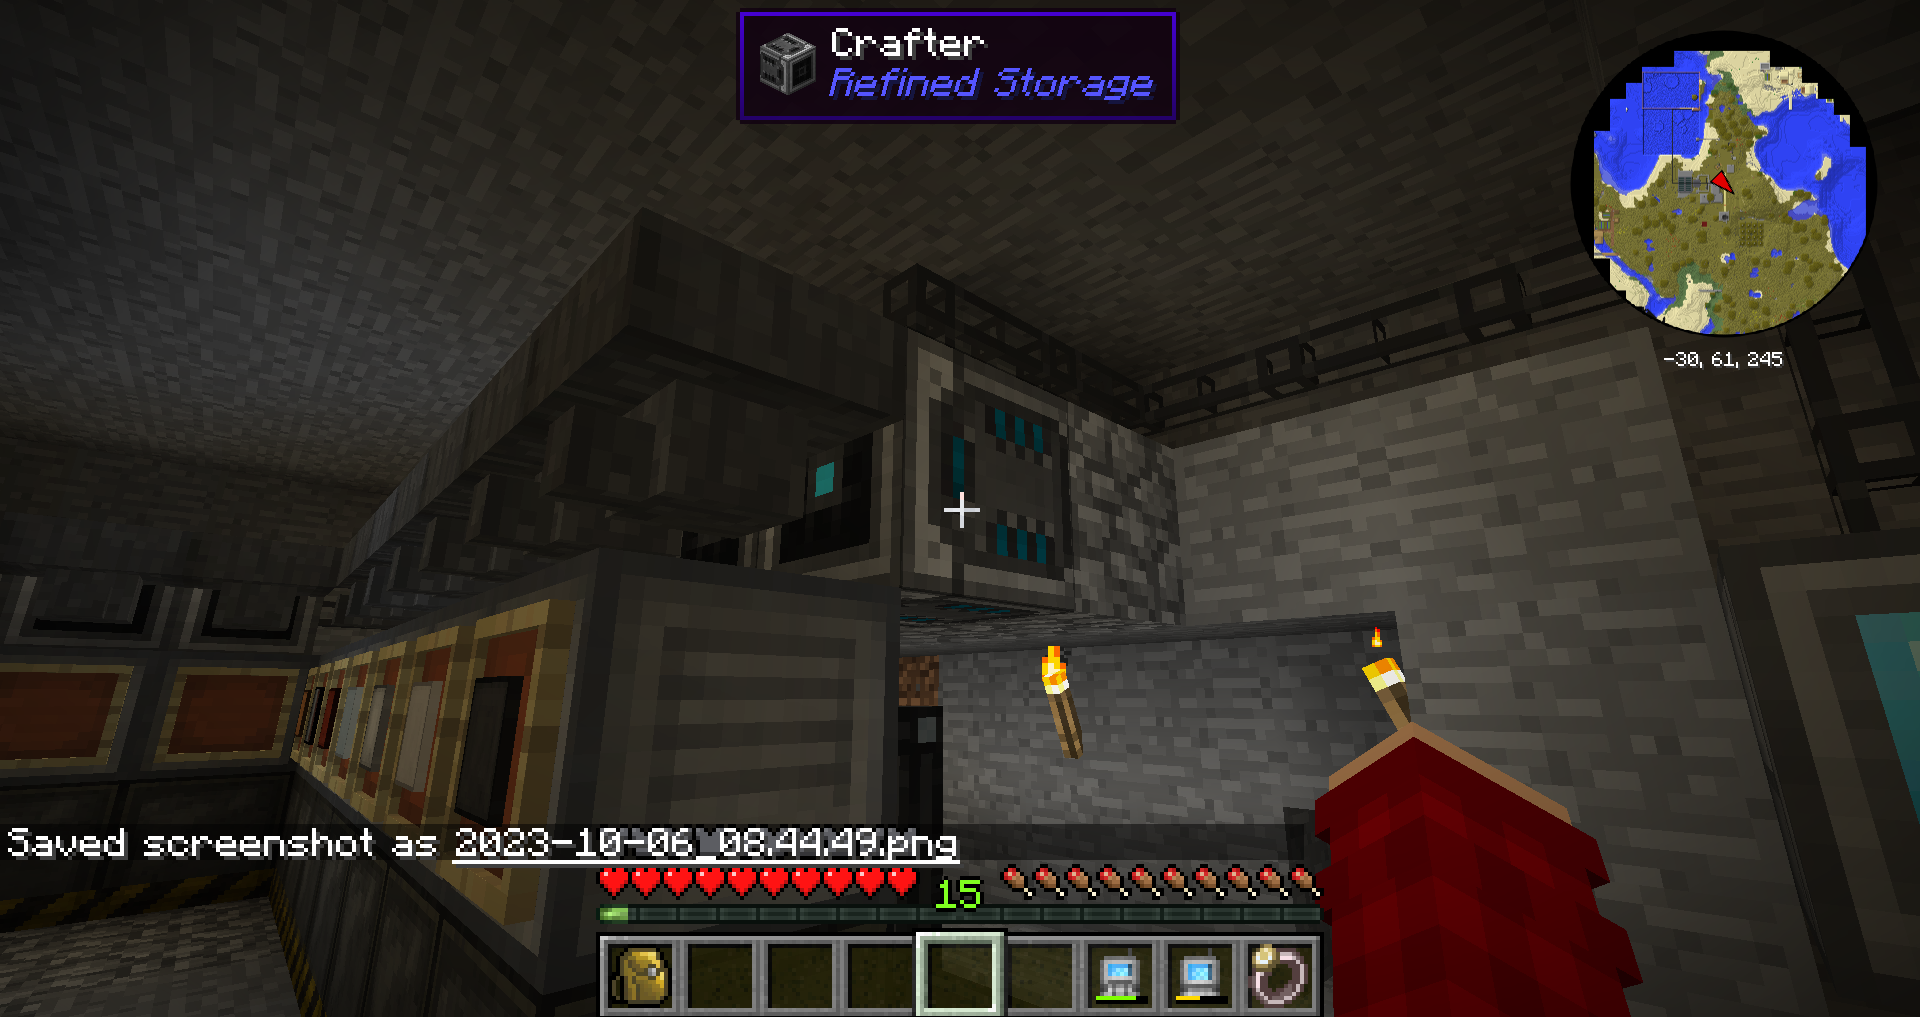 Crafter
Refined Storage
-30, 61, 245
Saved screenshot as 2023-10-06_08.44.49.png
15